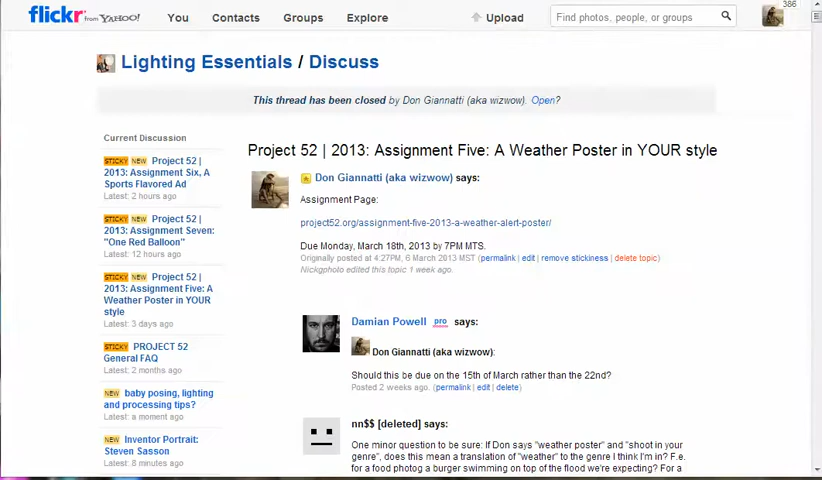 386
flickr from YAHOO! You Contacts Groups Explore Upload Find photos, people, or groups
Lighting Essentials / Discuss
This thread has been closed by Don Giannatti (aka wizwow). Open?
Current Discussion
STICKY NEW Project 52 |
2013: Assignment Six, A
Sports Flavored Ad
Latest: 2 hours ago
STICKY NEW Project 52 |
2013: Assignment Seven:
"One Red Balloon"
Latest: 12 hours ago
STICKY NEW Project 52 |
2013: Assignment Five: A
Weather Poster in YOUR
style
Latest: 3 days ago
STICKY PROJECT 52
General FAQ
Latest: 2 months ago
NEW baby posing, lighting
and processing tips?
Latest: a moment ago
NEW Inventor Portrait:
Steven Sasson
Latest: 8 minutes ago
Project 52 | 2013: Assignment Five: A Weather Poster in YOUR style
Don Giannatti (aka wizwow) says:
Assignment Page:
project52.org/assignment-five-2013-a-weather-alert-poster/
Due Monday, March 18th, 2013 by 7PM MTS.
Originally posted at 4:27PM, 6 March 2013 MST (permalink | edit | remove stickiness | delete topic)
Nickgphoto edited this topic 1 week ago.
Damian Powell pro says:
Don Giannatti (aka wizwow):
Should this be due on the 15th of March rather than the 22nd?
Posted 2 weeks ago. (permalink | edit | delete)
nn$$ [deleted] says:
One minor question to be sure: If Don says "weather poster" and "shoot in your
genre", does this mean a translation of "weather" to the genre I think I'm in? F.e.
for a food photog a burger swimming on top of the flood we're expecting? For a